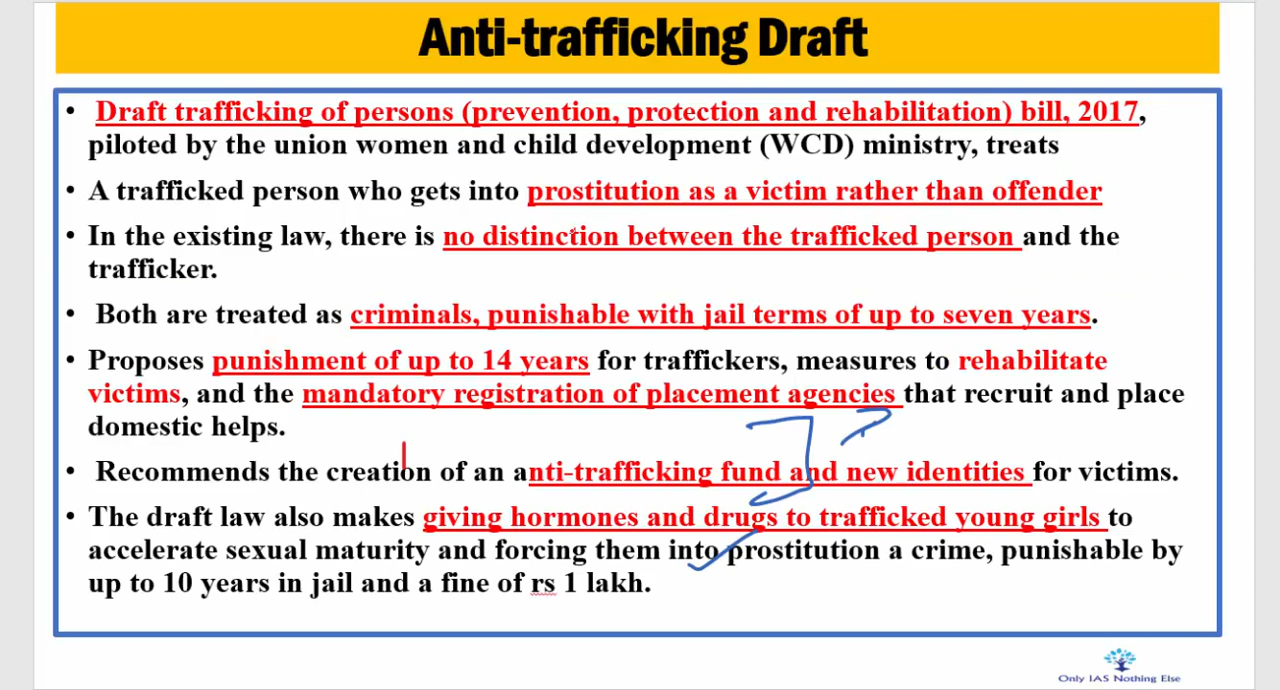 Anti-trafficking Draft
• Draft trafficking of persons (prevention, protection and rehabilitation) bill, 2017,
piloted by the union women and child development (WCD) ministry, treats
• A trafficked person who gets into prostitution as a victim rather than offender
• In the existing law, there is no distinction between the trafficked person and the
trafficker.
• Both are treated as criminals, punishable with jail terms of up to seven years.
• Proposes punishment of up to 14 years for traffickers, measures to rehabilitate
victims, and the mandatory registration of placement agencies that recruit and place
domestic helps.
• Recommends the creation of an anti-trafficking fund and new identities for victims.
• The draft law also makes giving hormones and drugs to trafficked young girls to
accelerate sexual maturity and forcing them into prostitution a crime, punishable by
up to 10 years in jail and a fine of rs 1 lakh.
Only IAS Nothing Else